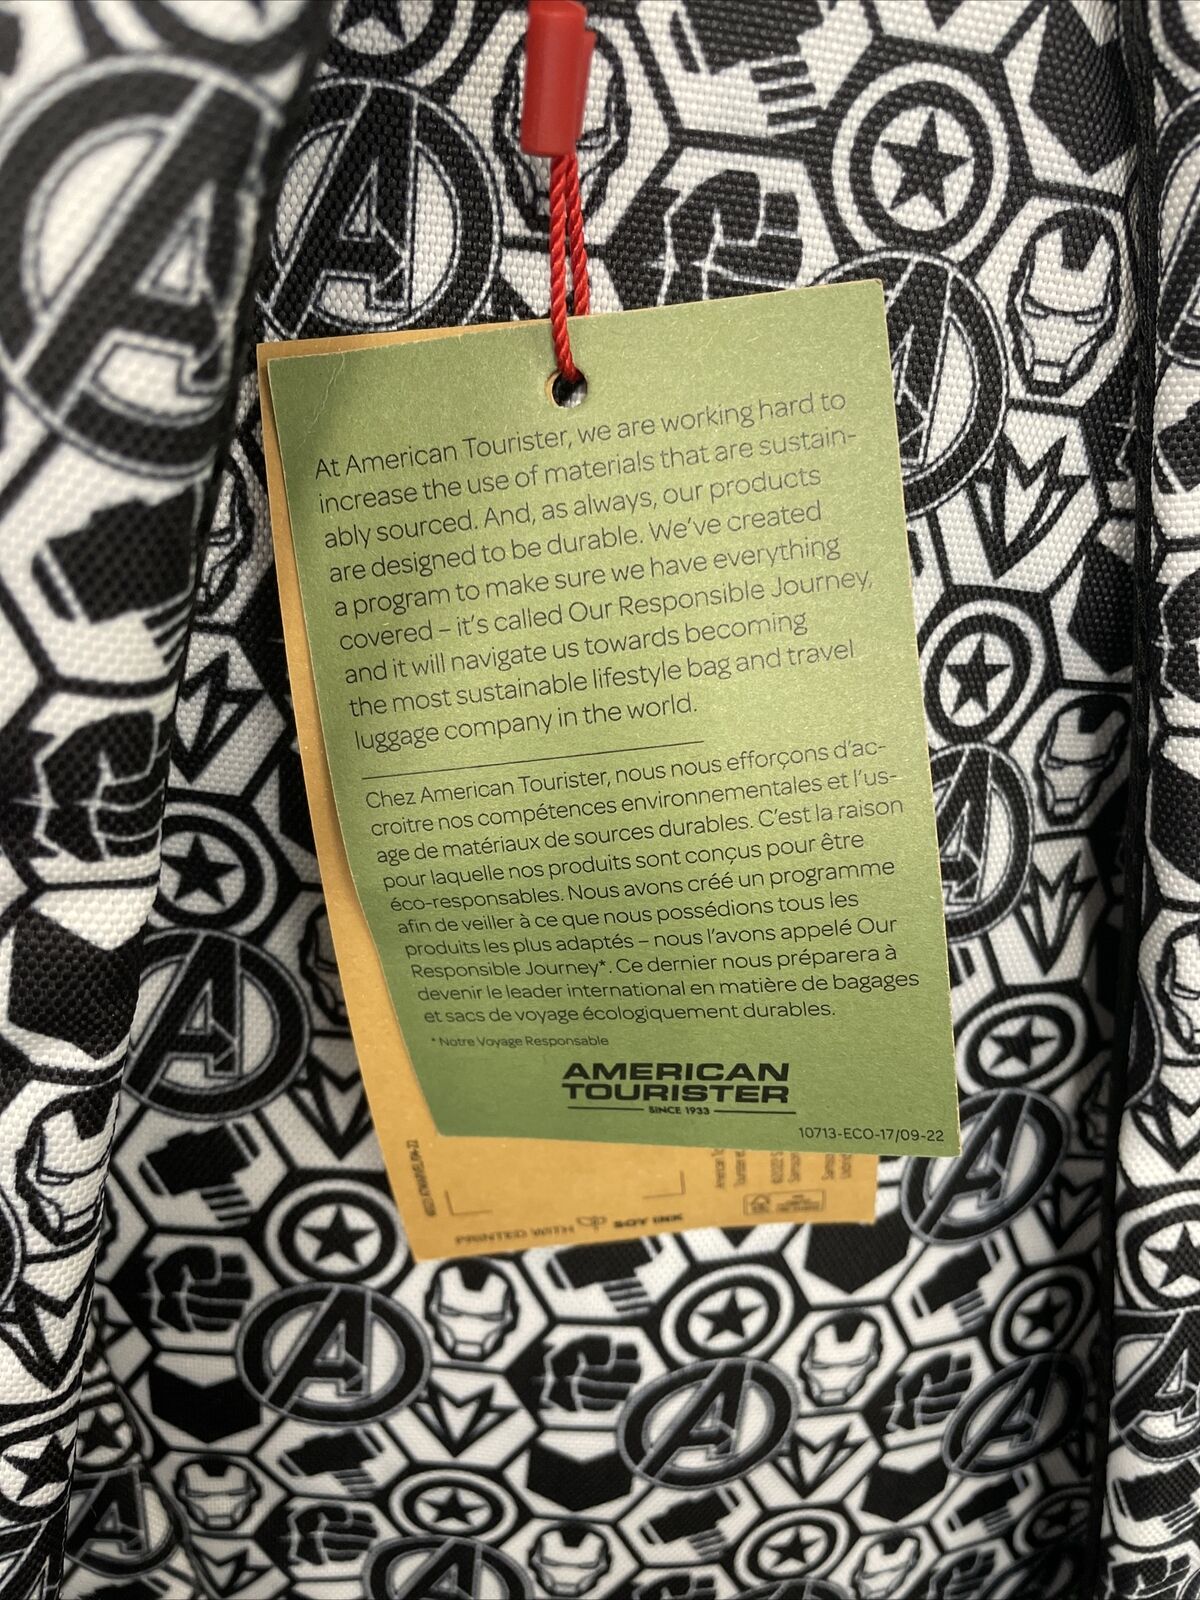 At American Tourister, we are working hard to
increase the use of materials that are sustain-
ably sourced. And, as always, our products
are designed to be durable. We've created
a program to make sure we have everything
covered – it's called Our Responsible Journey,
and it will navigate us towards becoming
the most sustainable lifestyle bag and travel
luggage company in the world.
Chez American Tourister, nous nous efforçons d'ac-
croitre nos compétences environnementales et l'us-
age de matériaux de sources durables. C'est la raison
pour laquelle nos produits sont conçus pour être
éco-responsables. Nous avons créé un programme
afin de veiller à ce que nous possédions tous les
produits les plus adaptés – nous l'avons appelé Our
Responsible Journey*. Ce dernier nous préparera à
devenir le leader international en matière de bagages
et sacs de voyage écologiquement durables.
* Notre Voyage Responsable
AMERICAN
TOURISTER
SINCE 1933
10713-ECO-17/09-22
PRINTED WITH SOY INK